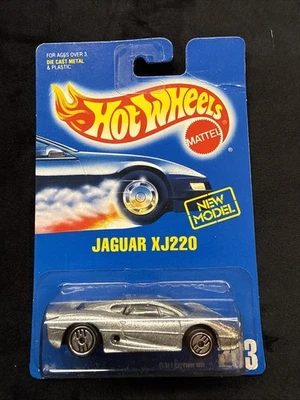 FOR AGES OVER 3
DIE CAST METAL
& PLASTIC
Hot Wheels
MATTEL
NEW
MODEL
JAGUAR XJ220